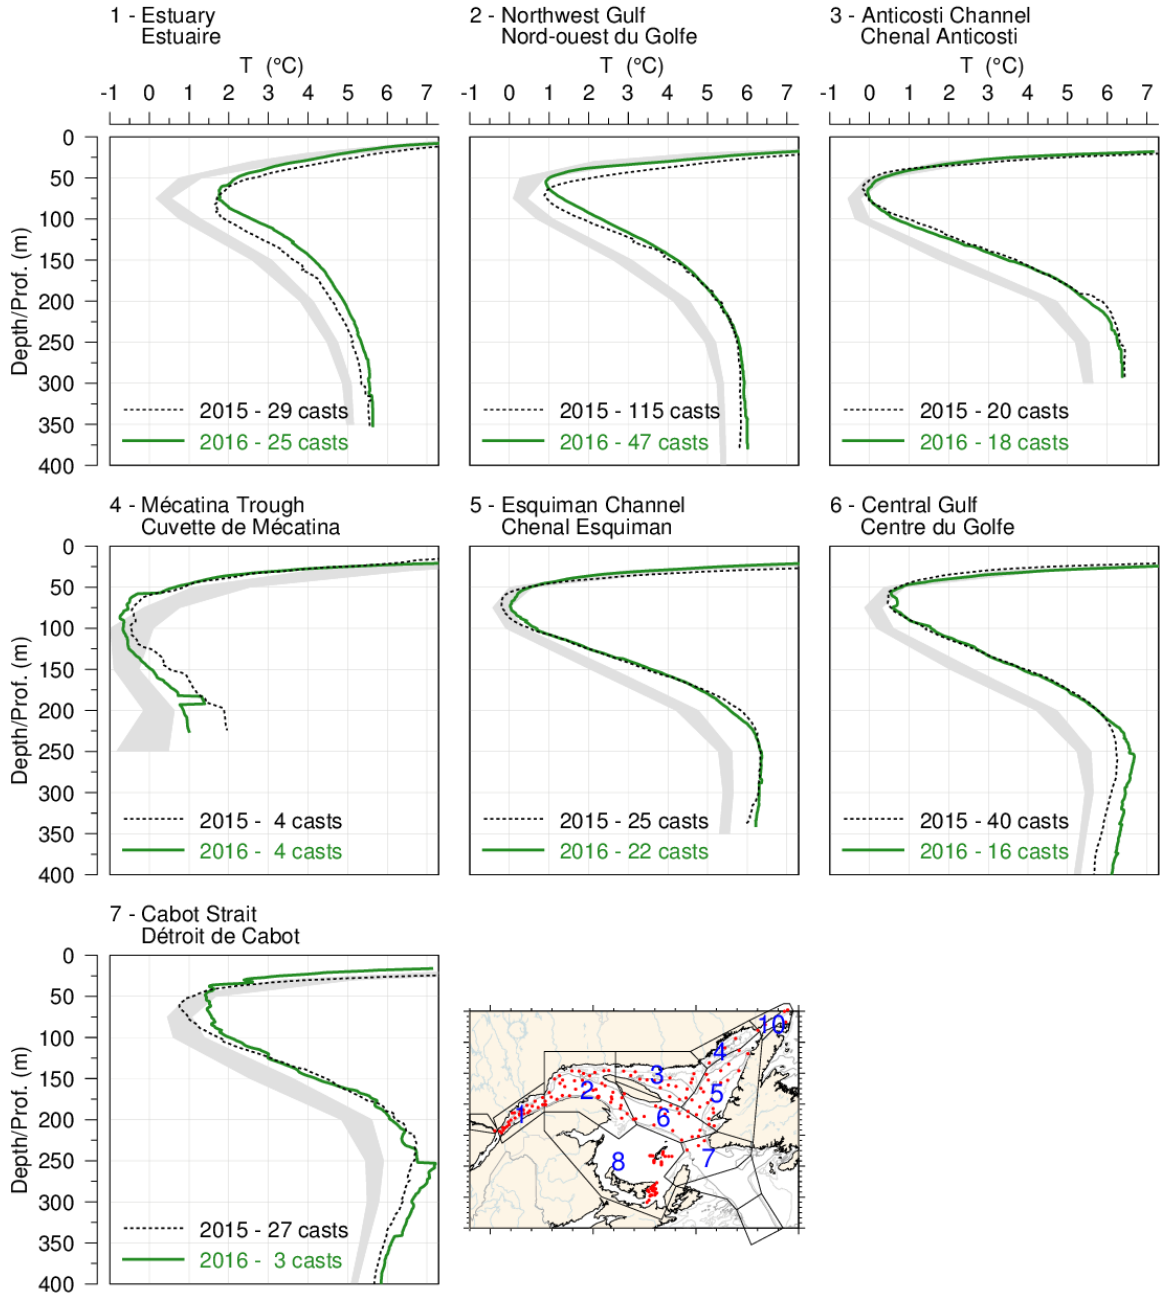 1 - Estuary
Estuaire
2 - Northwest Gulf
Nord-ouest du Golfe
3 - Anticosti Channel
Chenal Anticosti
T (°C)
T (°C)
T (°C)
-1 0 1 2 3 4 5 6 7
-1 0 1 2 3 4 5 6 7
-1 0 1 2 3 4 5 6 7
Depth/Prof. (m)
0
50
100
150
200
250
300
350
400
2015 - 29 casts
2016 - 25 casts
2015 - 115 casts
2016 - 47 casts
2015 - 20 casts
2016 - 18 casts
4 - Mécatina Trough
Cuvette de Mécatina
5 - Esquiman Channel
Chenal Esquiman
6 - Central Gulf
Centre du Golfe
Depth/Prof. (m)
0
50
100
150
200
250
300
350
400
2015 - 4 casts
2016 - 4 casts
2015 - 25 casts
2016 - 22 casts
2015 - 40 casts
2016 - 16 casts
7 - Cabot Strait
Détroit de Cabot
Depth/Prof. (m)
0
50
100
150
200
250
300
350
400
2015 - 27 casts
2016 - 3 casts
10
4
3
2
5
1
6
8
7